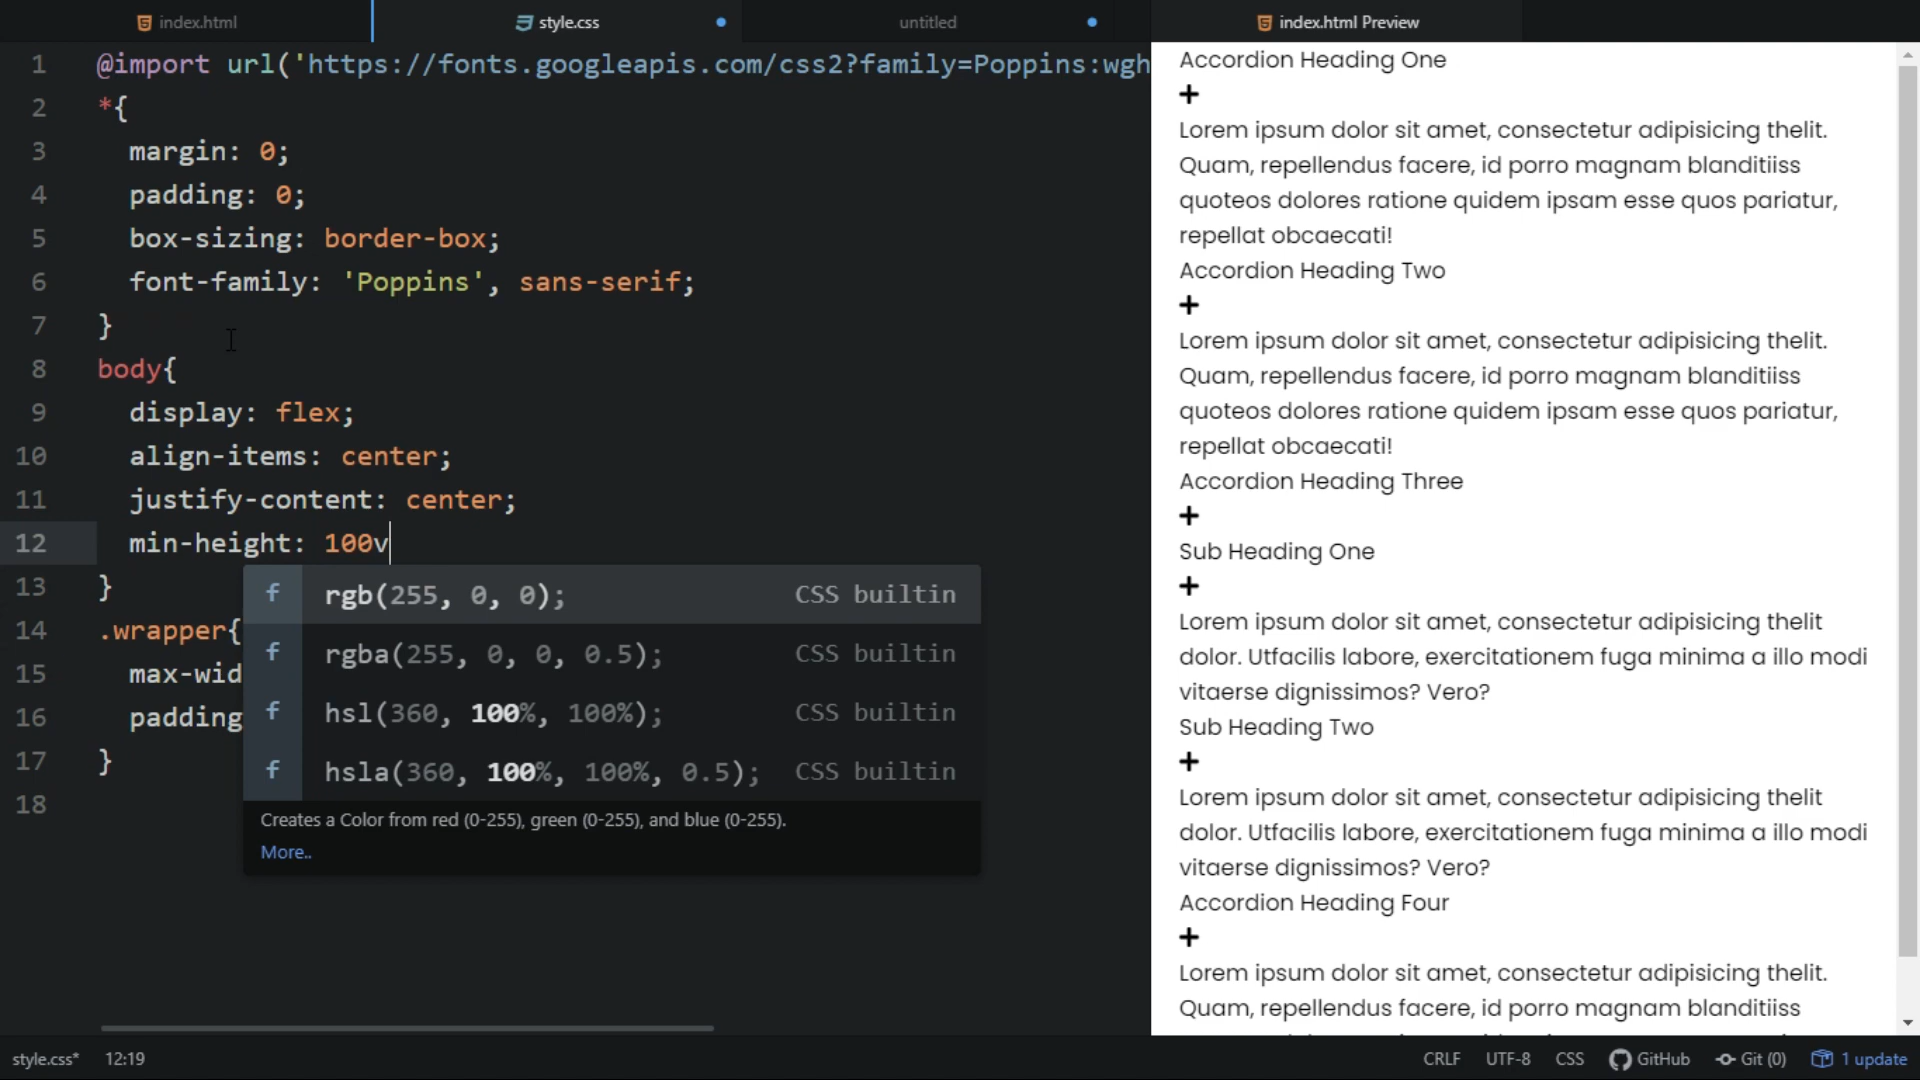 index.html
style.css
untitled
index.html Preview
1 @import url('https://fonts.googleapis.com/css2?family=Poppins:wgh
2 *{
3 margin: 0;
4 padding: 0;
5 box-sizing: border-box;
6 font-family: 'Poppins', sans-serif;
7 }
8 body{
9 display: flex;
10 align-items: center;
11 justify-content: center;
12 min-height: 100v
13 }
14 .wrapper{
15 max-wid
16 padding
17 }
18
f rgb(255, 0, 0); CSS builtin
f rgba(255, 0, 0, 0.5); CSS builtin
f hsl(360, 100%, 100%); CSS builtin
f hsla(360, 100%, 100%, 0.5); CSS builtin
Creates a Color from red (0-255), green (0-255), and blue (0-255).
More..
Accordion Heading One
+
Lorem ipsum dolor sit amet, consectetur adipisicing thelit.
Quam, repellendus facere, id porro magnam blanditiiss
quoteos dolores ratione quidem ipsam esse quos pariatur,
repellat obcaecati!
Accordion Heading Two
+
Lorem ipsum dolor sit amet, consectetur adipisicing thelit.
Quam, repellendus facere, id porro magnam blanditiiss
quoteos dolores ratione quidem ipsam esse quos pariatur,
repellat obcaecati!
Accordion Heading Three
+
Sub Heading One
+
Lorem ipsum dolor sit amet, consectetur adipisicing thelit
dolor. Utfacilis labore, exercitationem fuga minima a illo modi
vitaerse dignissimos? Vero?
Sub Heading Two
+
Lorem ipsum dolor sit amet, consectetur adipisicing thelit
dolor. Utfacilis labore, exercitationem fuga minima a illo modi
vitaerse dignissimos? Vero?
Accordion Heading Four
+
Lorem ipsum dolor sit amet, consectetur adipisicing thelit.
Quam, repellendus facere, id porro magnam blanditiiss
style.css* 12:19 CRLF UTF-8 CSS GitHub Git (0) 1 update